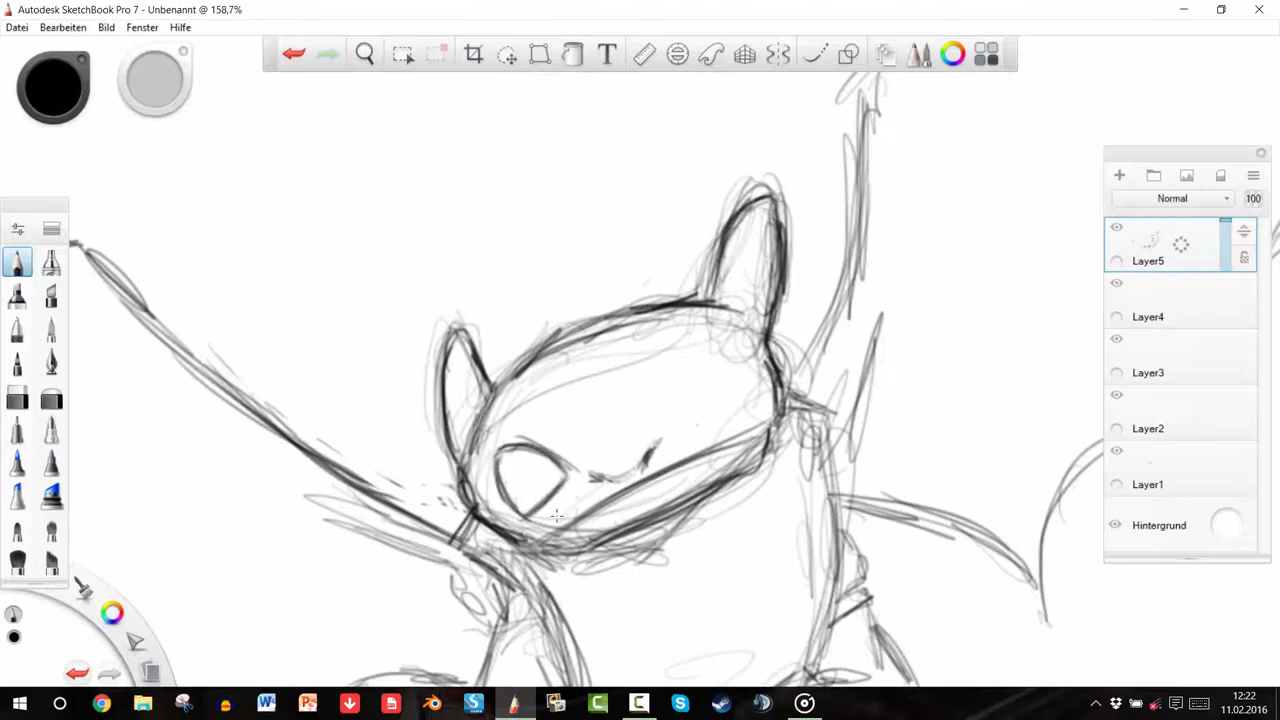 Autodesk SketchBook Pro 7 - Unbenannt @ 158,7%
Datei Bearbeiten Bild Fenster Hilfe
Normal 100
Layer5
Layer4
Layer3
Layer2
Layer1
Hintergrund
12:22
11.02.2016